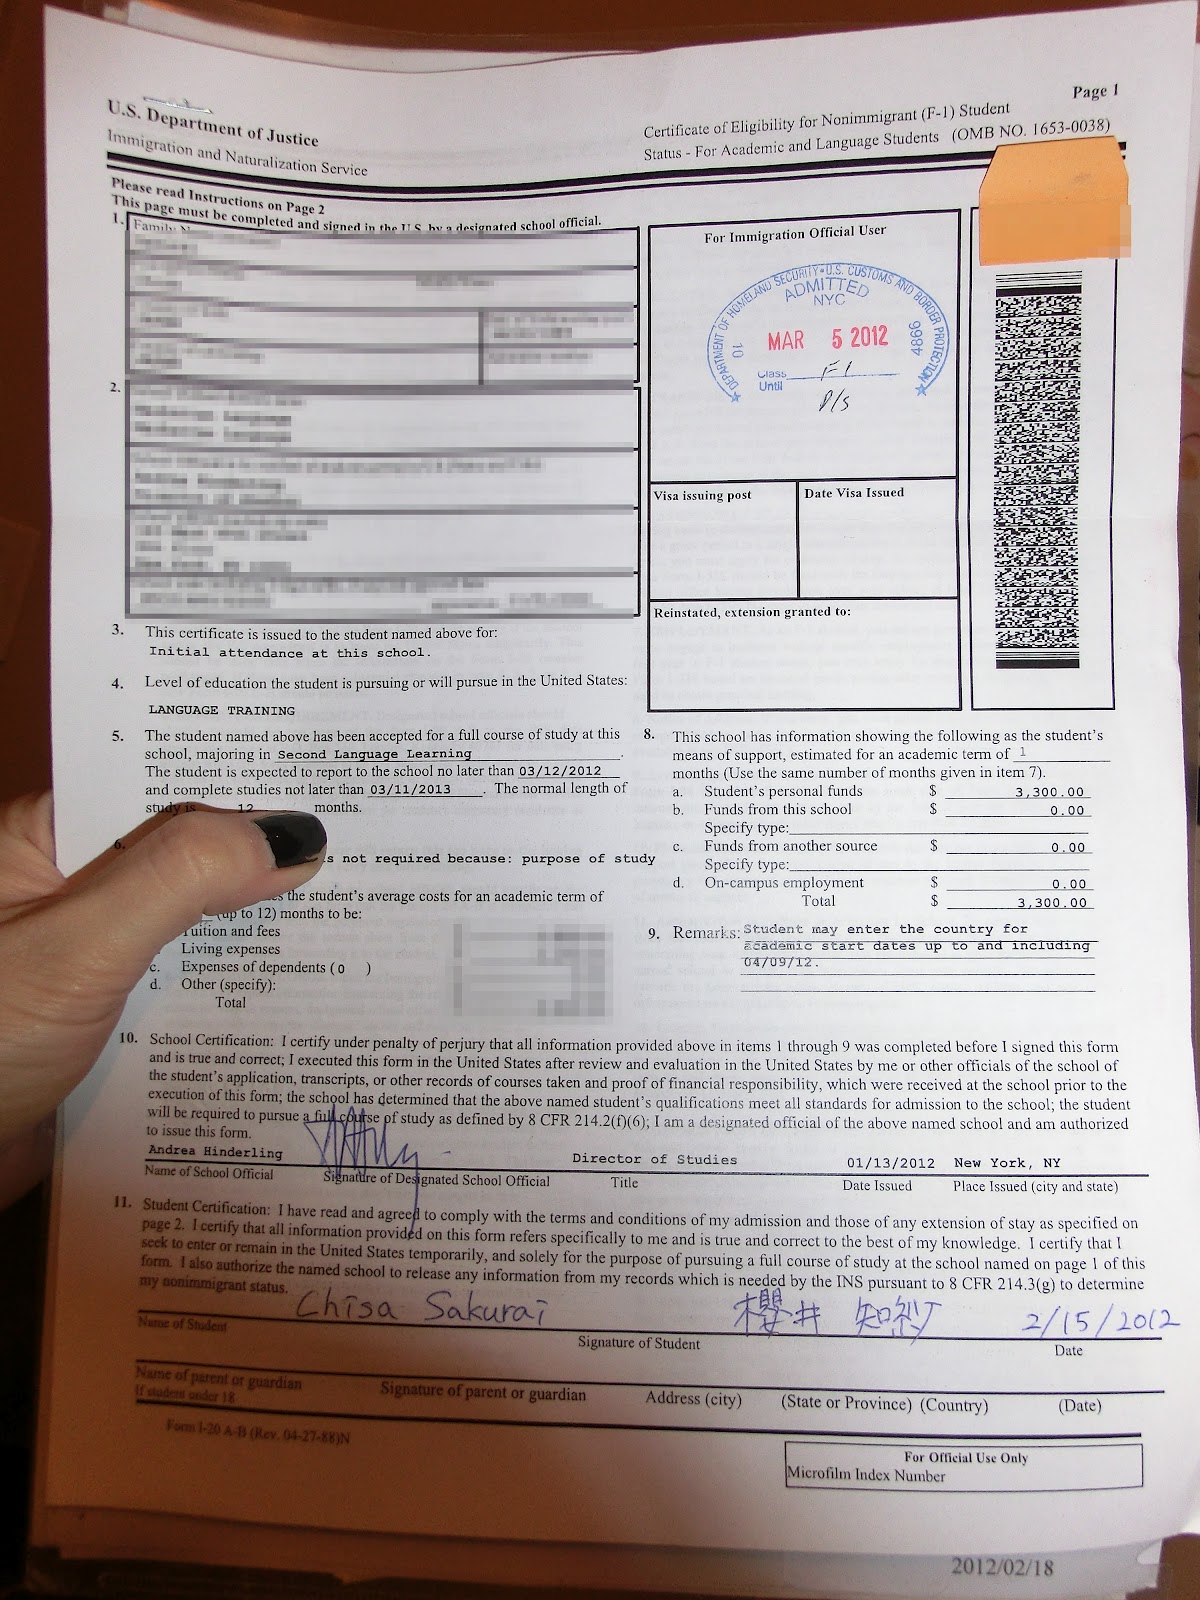 Page 1
U.S. Department of Justice
Immigration and Naturalization Service
Certificate of Eligibility for Nonimmigrant (F-1) Student
Status - For Academic and Language Students (OMB NO. 1653-0038)
Please read Instructions on Page 2
This page must be completed and signed in the U.S. by a designated school official.
1.
Family
For Immigration Official User
DEPARTMENT OF HOMELAND SECURITY • U.S. CUSTOMS AND BORDER PROTECTION
ADMITTED
NYC
10
MAR 5 2012
4866
Class F1
Until D/S
2.
Visa issuing post
Date Visa Issued
Reinstated, extension granted to:
3. This certificate is issued to the student named above for:
Initial attendance at this school.
4. Level of education the student is pursuing or will pursue in the United States:
LANGUAGE TRAINING
5. The student named above has been accepted for a full course of study at this
school, majoring in Second Language Learning .
The student is expected to report to the school no later than 03/12/2012
and complete studies not later than 03/11/2013 . The normal length of
study is 12 months.
6.
is not required because: purpose of study
the student's average costs for an academic term of
(up to 12) months to be:
Tuition and fees
Living expenses
c. Expenses of dependents ( 0 )
d. Other (specify):
Total
8. This school has information showing the following as the student's
means of support, estimated for an academic term of 1
months (Use the same number of months given in item 7).
a. Student's personal funds $ 3,300.00
b. Funds from this school $ 0.00
Specify type:
c. Funds from another source $ 0.00
Specify type:
d. On-campus employment $ 0.00
Total $ 3,300.00
9. Remarks: Student may enter the country for
academic start dates up to and including
04/09/12.
10. School Certification: I certify under penalty of perjury that all information provided above in items 1 through 9 was completed before I signed this form
and is true and correct; I executed this form in the United States after review and evaluation in the United States by me or other officials of the school of
the student's application, transcripts, or other records of courses taken and proof of financial responsibility, which were received at the school prior to the
execution of this form; the school has determined that the above named student's qualifications meet all standards for admission to the school; the student
will be required to pursue a full course of study as defined by 8 CFR 214.2(f)(6); I am a designated official of the above named school and am authorized
to issue this form.
Andrea Hinderling Director of Studies 01/13/2012 New York, NY
Name of School Official Signature of Designated School Official Title Date Issued Place Issued (city and state)
11. Student Certification: I have read and agreed to comply with the terms and conditions of my admission and those of any extension of stay as specified on
page 2. I certify that all information provided on this form refers specifically to me and is true and correct to the best of my knowledge. I certify that I
seek to enter or remain in the United States temporarily, and solely for the purpose of pursuing a full course of study at the school named on page 1 of this
form. I also authorize the named school to release any information from my records which is needed by the INS pursuant to 8 CFR 214.3(g) to determine
my nonimmigrant status.
Chisa Sakurai 櫻井 知紗 2/15/2012
Name of Student Signature of Student Date
Name of parent or guardian Signature of parent or guardian Address (city) (State or Province) (Country) (Date)
If student under 18
Form I-20 A-B (Rev. 04-27-88)N
For Official Use Only
Microfilm Index Number
2012/02/18